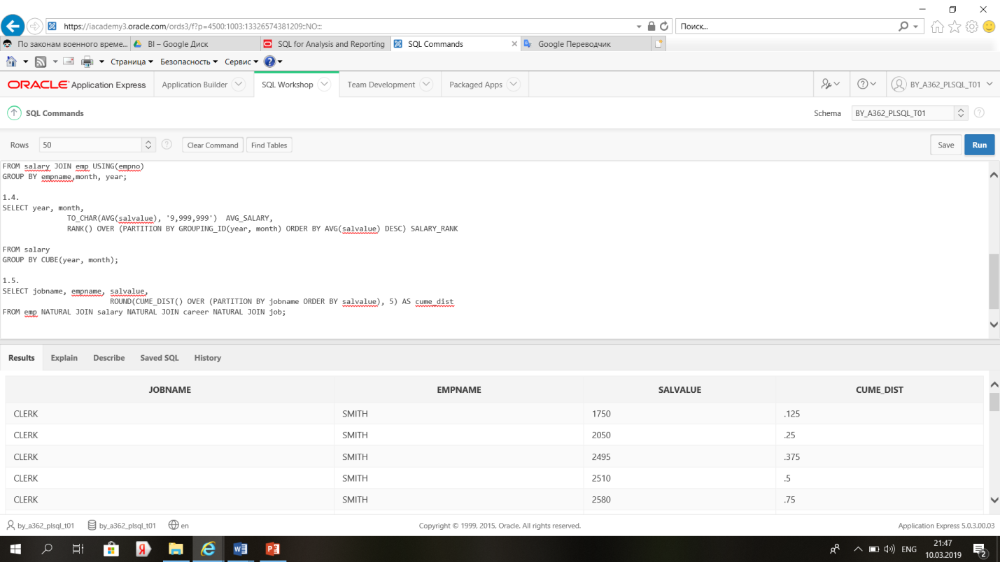 https://iacademy3.oracle.com/ords3/f?p=4500:1003:13326574381209::NO:::
Поиск...
По законам военного време...
BI – Google Диск
SQL for Analysis and Reporting
SQL Commands
Google Переводчик
Страница
Безопасность
Сервис
ORACLE Application Express
Application Builder
SQL Workshop
Team Development
Packaged Apps
BY_A362_PLSQL_T01
SQL Commands
Schema
BY_A362_PLSQL_T01
Rows
50
Clear Command
Find Tables
Save
Run
FROM salary JOIN emp USING(empno)
GROUP BY empname,month, year;
1.4.
SELECT year, month,
TO_CHAR(AVG(salvalue), '9,999,999')  AVG_SALARY,
RANK() OVER (PARTITION BY GROUPING_ID(year, month) ORDER BY AVG(salvalue) DESC) SALARY_RANK
FROM salary
GROUP BY CUBE(year, month);
1.5.
SELECT jobname, empname, salvalue,
ROUND(CUME_DIST() OVER (PARTITION BY jobname ORDER BY salvalue), 5) AS cume_dist
FROM emp NATURAL JOIN salary NATURAL JOIN career NATURAL JOIN job;
Results
Explain
Describe
Saved SQL
History
JOBNAME EMPNAME SALVALUE CUME_DIST
CLERK SMITH 1750 .125
CLERK SMITH 2050 .25
CLERK SMITH 2495 .375
CLERK SMITH 2510 .5
CLERK SMITH 2580 .75
by_a362_plsql_t01
by_a362_plsql_t01
en
Copyright © 1999, 2015, Oracle. All rights reserved.
Application Express 5.0.3.00.03
ENG
21:47
10.03.2019
2